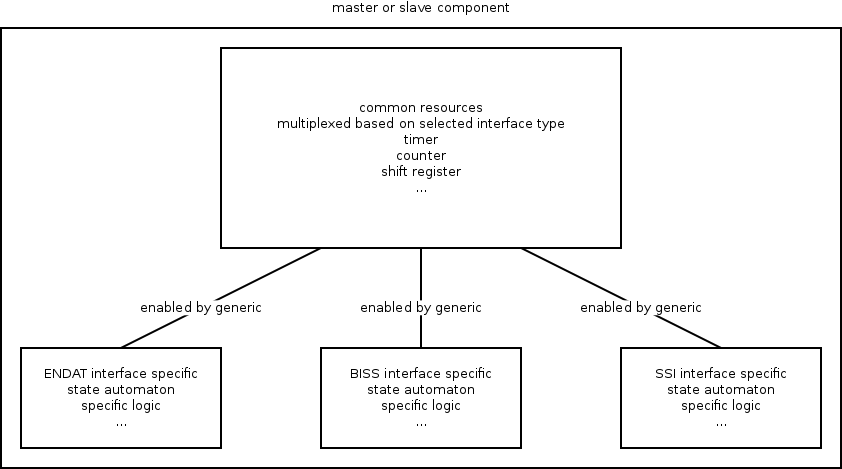 master or slave component
common resources
multiplexed based on selected interface type
timer
counter
shift register
...
enabled by generic
enabled by generic
enabled by generic
ENDAT interface specific
state automaton
specific logic
...
BISS interface specific
state automaton
specific logic
...
SSI interface specific
state automaton
specific logic
...